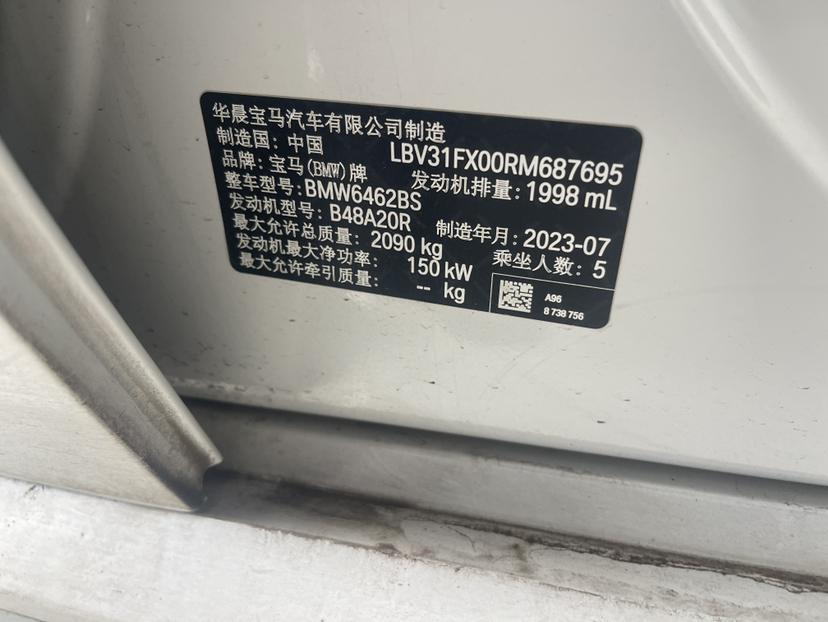 华晨宝马汽车有限公司制造
制造国：中国 LBV31FX00RM687695
品牌：宝马(BMW)牌 发动机排量：1998 mL
整车型号：BMW6462BS
发动机型号：B48A20R 制造年月：2023-07
最大允许总质量：2090 kg 乘坐人数：5
发动机最大净功率：150 kW
最大允许牵引质量：-- kg
A96
8 738 756